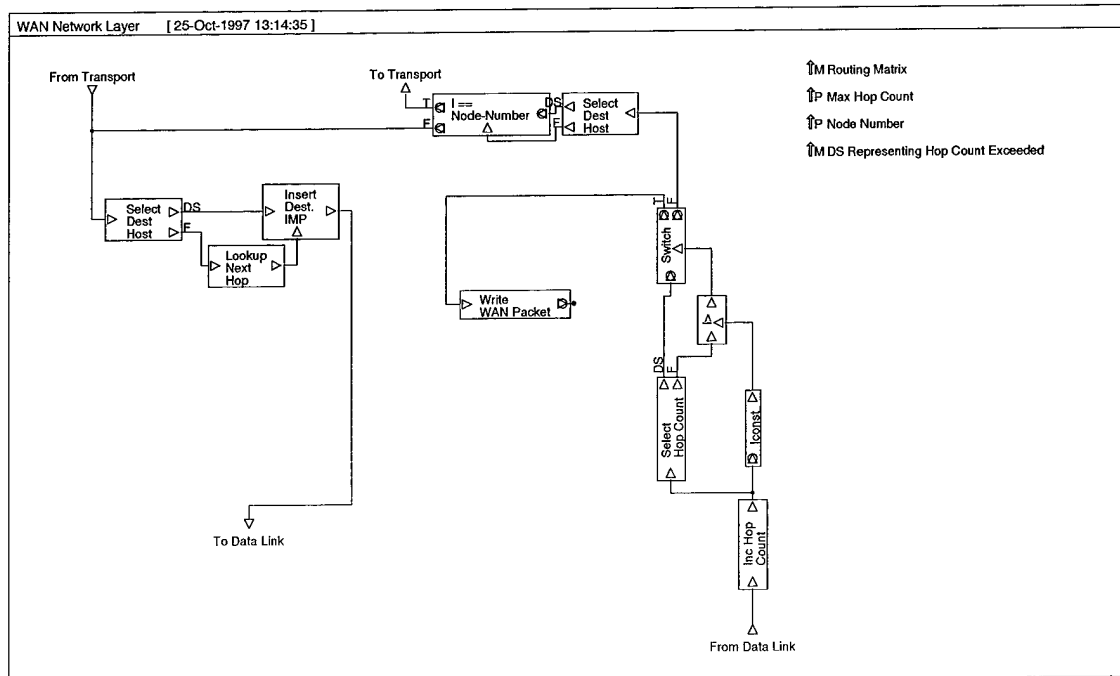 WAN Network Layer [ 25-Oct-1997 13:14:35 ]
From Transport
To Transport
T
F
I ==
Node-Number
DS
F
Select
Dest
Host
⇧M Routing Matrix
⇧P Max Hop Count
⇧P Node Number
⇧M DS Representing Hop Count Exceeded
Select
Dest
Host
DS
F
Insert
Dest.
IMP
Lookup
Next
Hop
T
F
Switch
Write
WAN Packet
DS
F
Select
Hop Count
Iconst
Inc Hop
Count
To Data Link
From Data Link